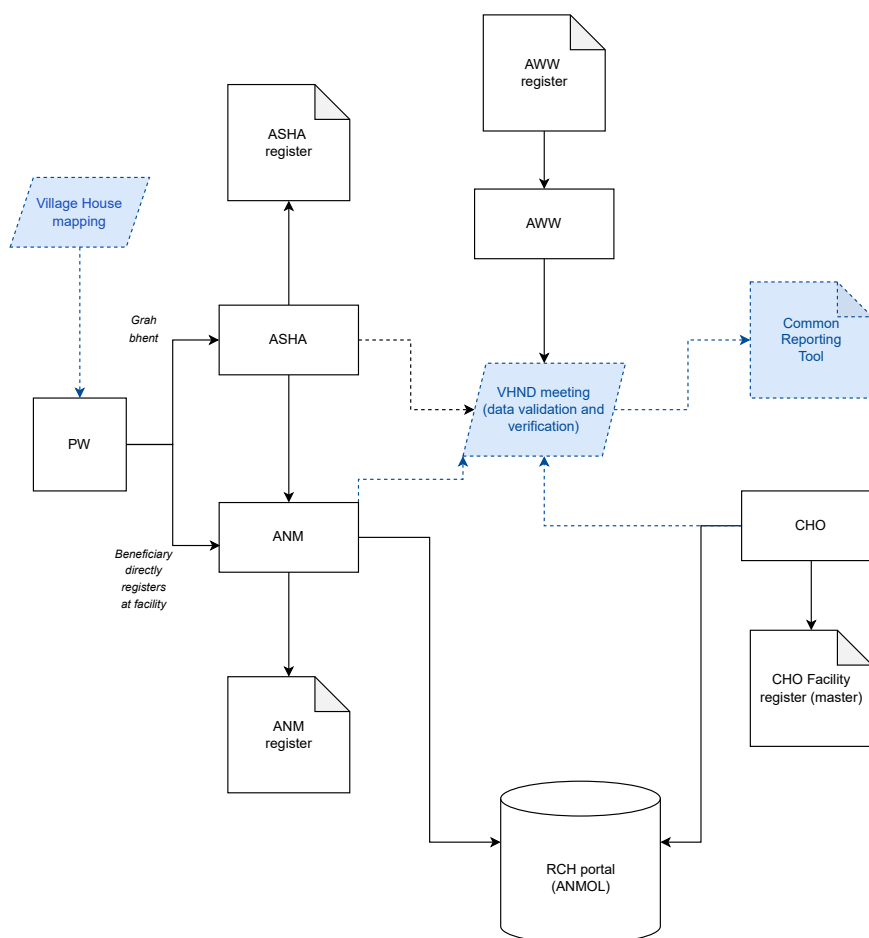 AWW
register
ASHA
register
Village House
mapping
AWW
Grah
bhent
ASHA
Common
Reporting
Tool
VHND meeting
(data validation and
verification)
PW
CHO
ANM
Beneficiary
directly
registers
at facility
CHO Facility
register (master)
ANM
register
RCH portal
(ANMOL)